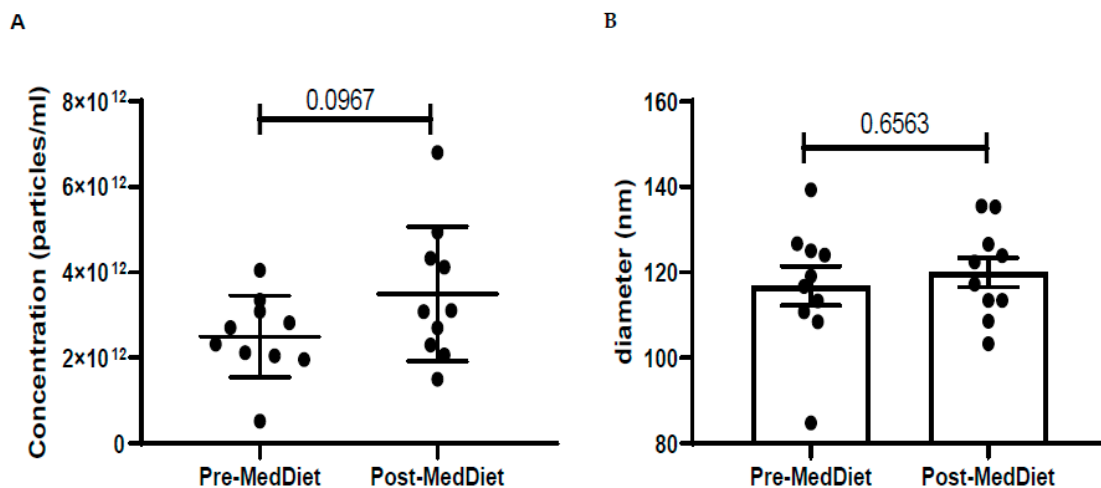 A
Concentration (particles/ml)
8×10¹²
6×10¹²
4×10¹²
2×10¹²
0
0.0967
Pre-MedDiet
Post-MedDiet
B
diameter (nm)
160
140
120
100
80
0.6563
Pre-MedDiet
Post-MedDiet